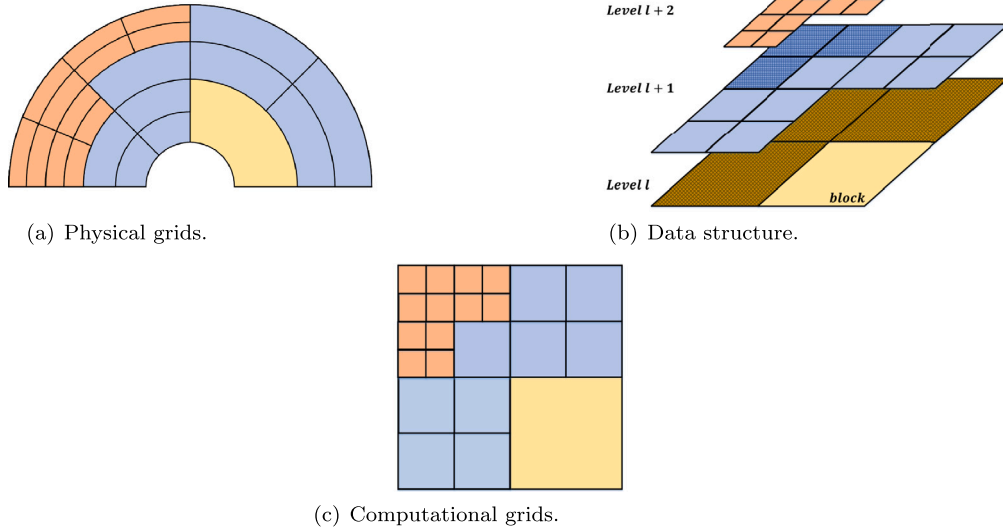 Level l + 2
Level l + 1
Level l
block
(a) Physical grids.
(b) Data structure.
(c) Computational grids.